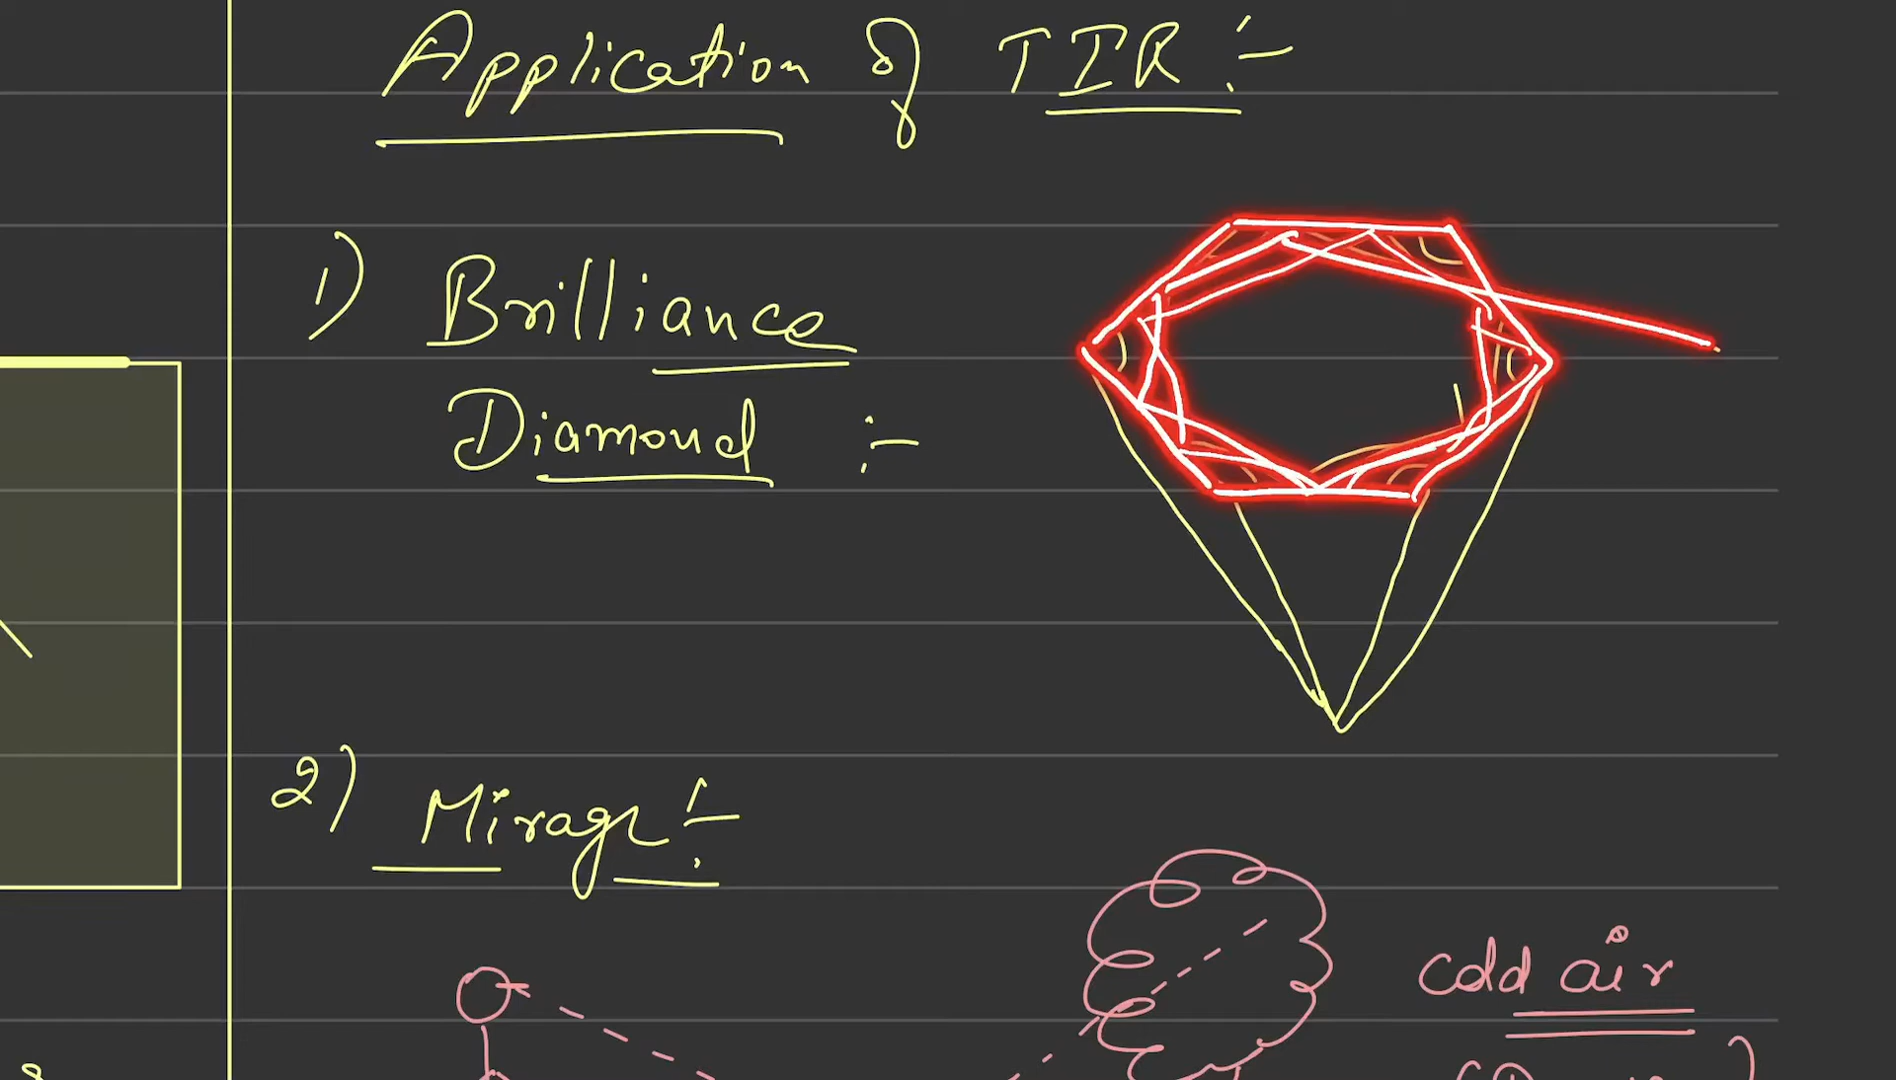 Application of TIR :-
1) Brilliance
Diamond :-
2) Mirage :-
cold air